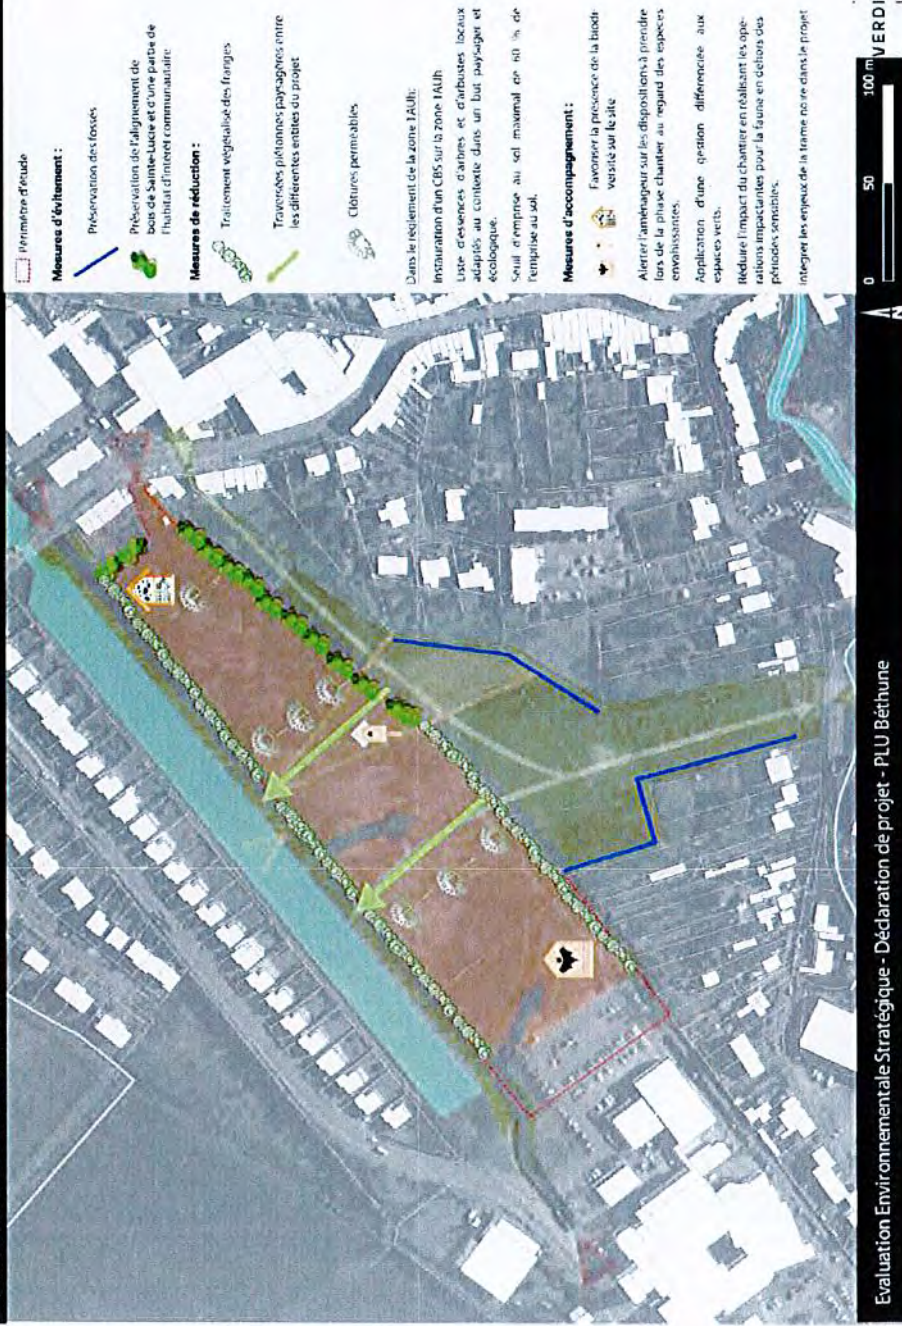 Périmètre d'étude
Mesures d'évitement :
Préservation des fossés
Préservation de l'alignement de
bois de Sainte-Lucie et d'une partie de
l'habitat d'intérêt communautaire
Mesures de réduction :
Traitement végétalisé des franges
Traversées piétonnes paysagères entre
les différentes entités du projet
Clôtures perméables
Dans le règlement de la zone 1AUh:
Instauration d'un CBS sur la zone 1AUh
Liste d'essences d'arbres et d'arbustes locaux
adaptés au contexte dans un but paysager et
écologique.
Seuil d'emprise au sol maximal de 60 % de
l'emprise au sol.
Mesures d'accompagnement :
Favoriser la présence de la biodi-
versité sur le site
Alerter l'aménageur sur les dispositions à prendre
lors de la phase chantier au regard des espèces
envahissantes.
Application d'une gestion différenciée aux
espaces verts.
Réduire l'impact du chantier en réalisant les opé-
rations impactantes pour la faune en dehors des
périodes sensibles.
Intégrer les enjeux de la trame noire dans le projet
Evaluation Environnementale Stratégique - Déclaration de projet - PLU Béthune
N
0 50 100 m
VERDI